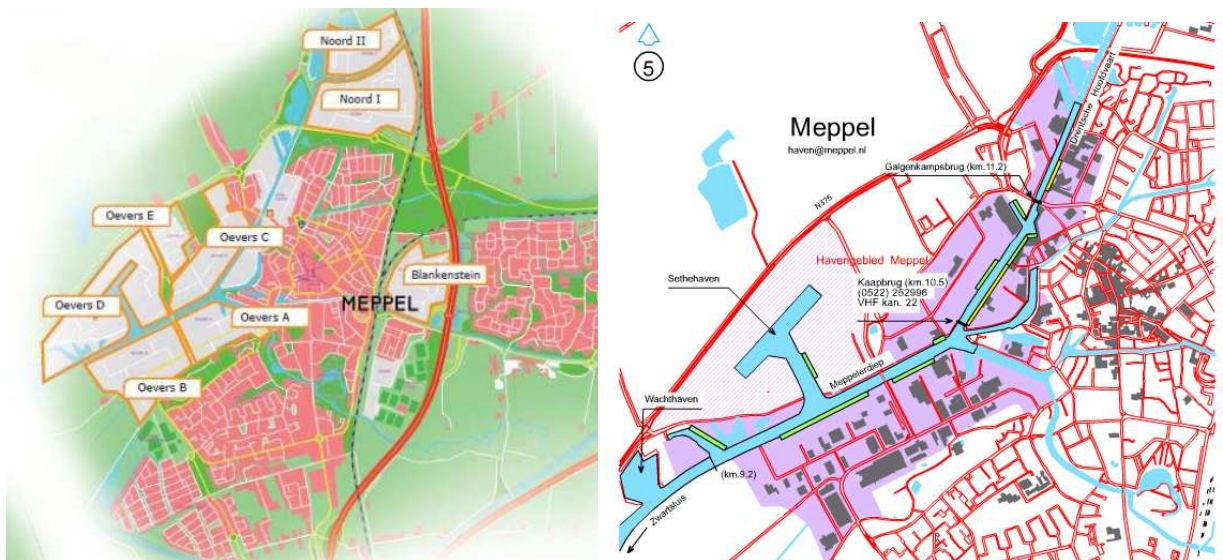 Noord II
Noord I
Oevers E
Oevers C
Blankenstein
Oevers D
Oevers A
MEPPEL
Oevers B
5
Meppel
haven@meppel.nl
Drentsche Hoofdvaart
Galgenkampsbrug (km.11.2)
N375
Havengebied Meppel
Sethehaven
Kaapbrug (km.10.5)
(0522) 252996
VHF kan. 22
Meppelerdiep
Wachthaven
(km.9,2)
Zwartsluis